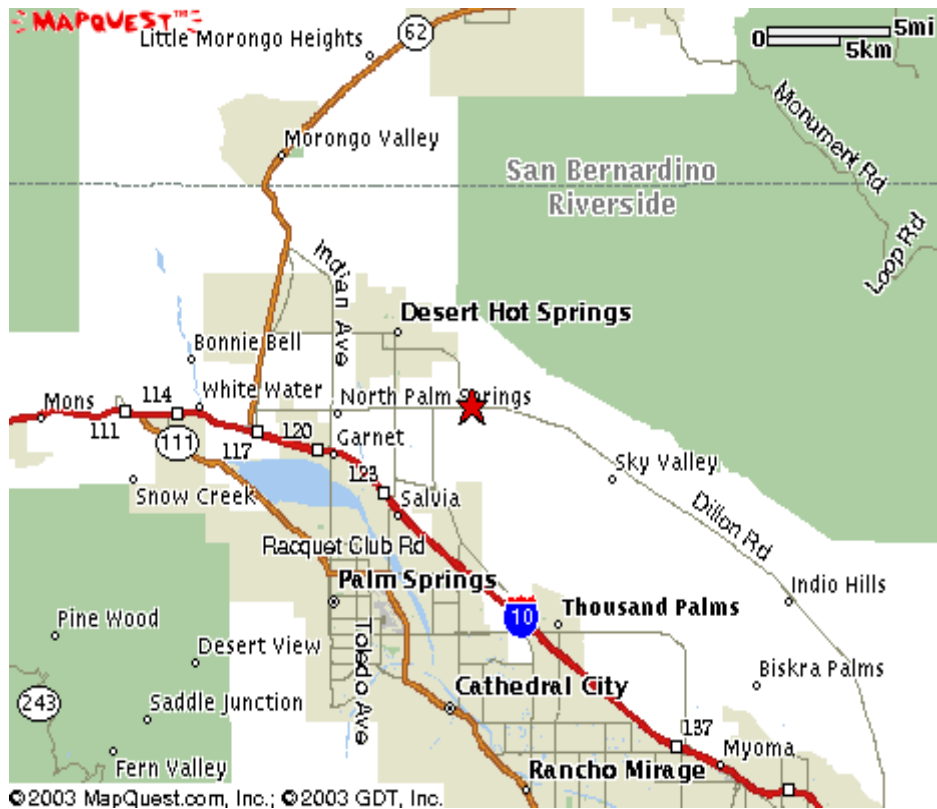 MAPQUEST™
0
5mi
5km
62
Little Morongo Heights
Monument Rd
Morongo Valley
San Bernardino
Riverside
Loop Rd
Indian Ave
Desert Hot Springs
Bonnie Bell
Mons
114
White Water
North Palm Springs
111
111
117
120
Garnet
123
Sky Valley
Snow Creek
Salvia
Dillon Rd
Racquet Club Rd
Palm Springs
10
Thousand Palms
Indio Hills
Pine Wood
Toledo Ave
Desert View
Biskra Palms
Cathedral City
243
Saddle Junction
137
Myoma
Fern Valley
Rancho Mirage
©2003 MapQuest.com, Inc.; ©2003 GDT, Inc.